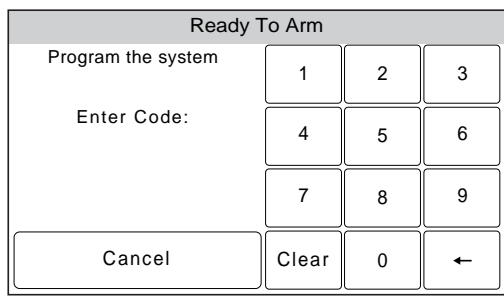 Ready To Arm
Program the system
Enter Code:
1 2 3
4 5 6
7 8 9
Cancel Clear 0 ←